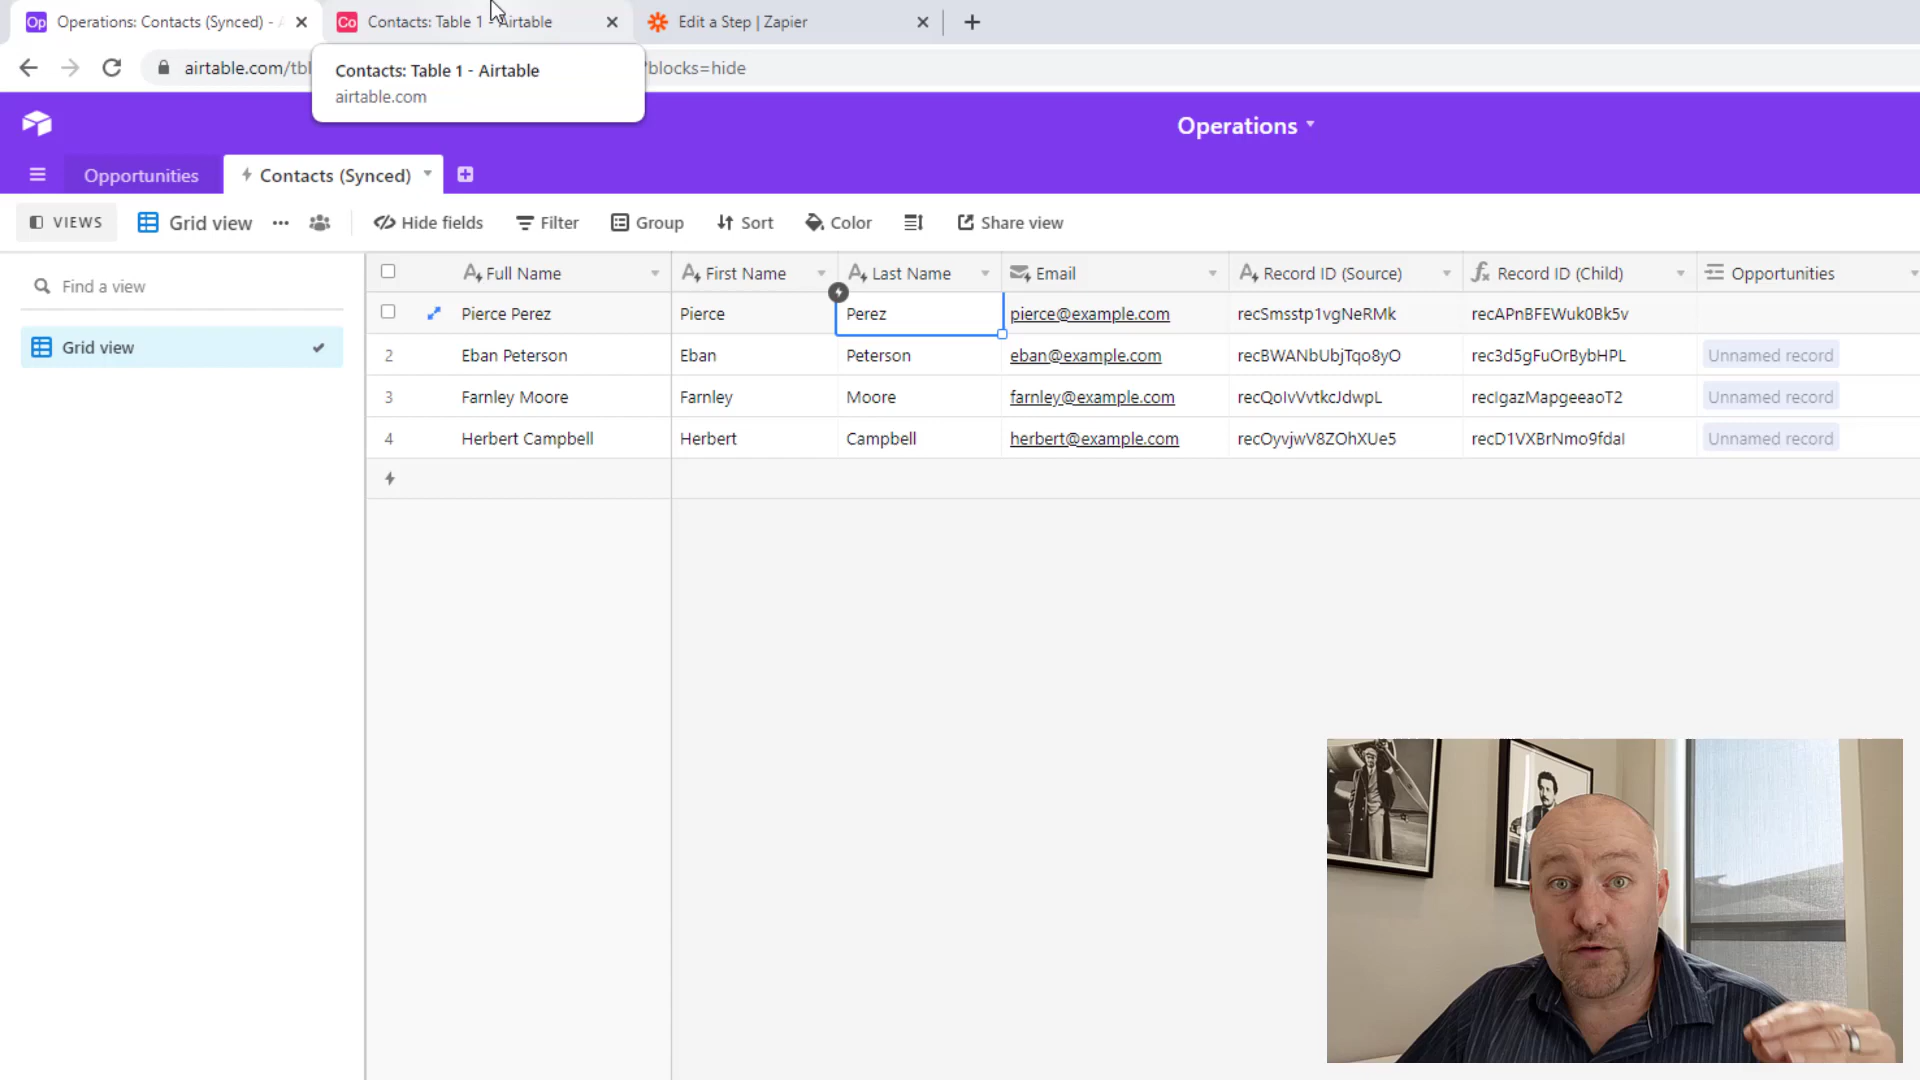 Op Operations: Contacts (Synced) -
Co Contacts: Table 1 - Airtable
Edit a Step | Zapier
airtable.com/tbl
?blocks=hide
Contacts: Table 1 - Airtable
airtable.com
Operations
Opportunities
Contacts (Synced)
VIEWS
Grid view
Hide fields
Filter
Group
Sort
Color
Share view
Find a view
Grid view
Full Name First Name Last Name Email Record ID (Source) Record ID (Child) Opportunities
Pierce Perez Pierce Perez pierce@example.com recSmsstp1vgNeRMk recAPnBFEWuk0Bk5v
2 Eban Peterson Eban Peterson eban@example.com recBWANbUbjTqo8yO rec3d5gFuOrBybHPL Unnamed record
3 Farnley Moore Farnley Moore farnley@example.com recQoIvVvtkcJdwpL recIgazMapgeeaoT2 Unnamed record
4 Herbert Campbell Herbert Campbell herbert@example.com recOyvjwV8ZOhXUe5 recD1VXBrNmo9fdaI Unnamed record